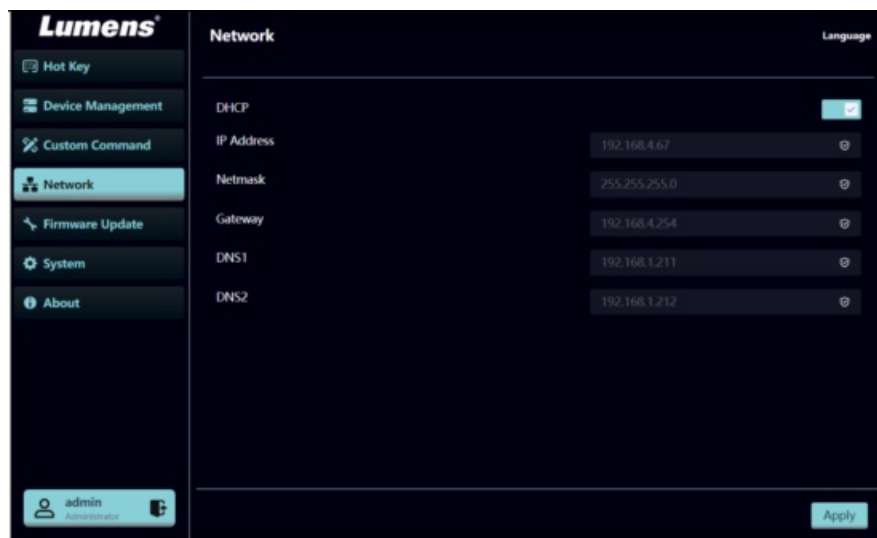 Lumens®
Hot Key
Device Management
Custom Command
Network
Firmware Update
System
About
admin
Administrator
Network
Language
DHCP
IP Address 192.168.4.67
Netmask 255.255.255.0
Gateway 192.168.4.254
DNS1 192.168.1.211
DNS2 192.168.1.212
Apply